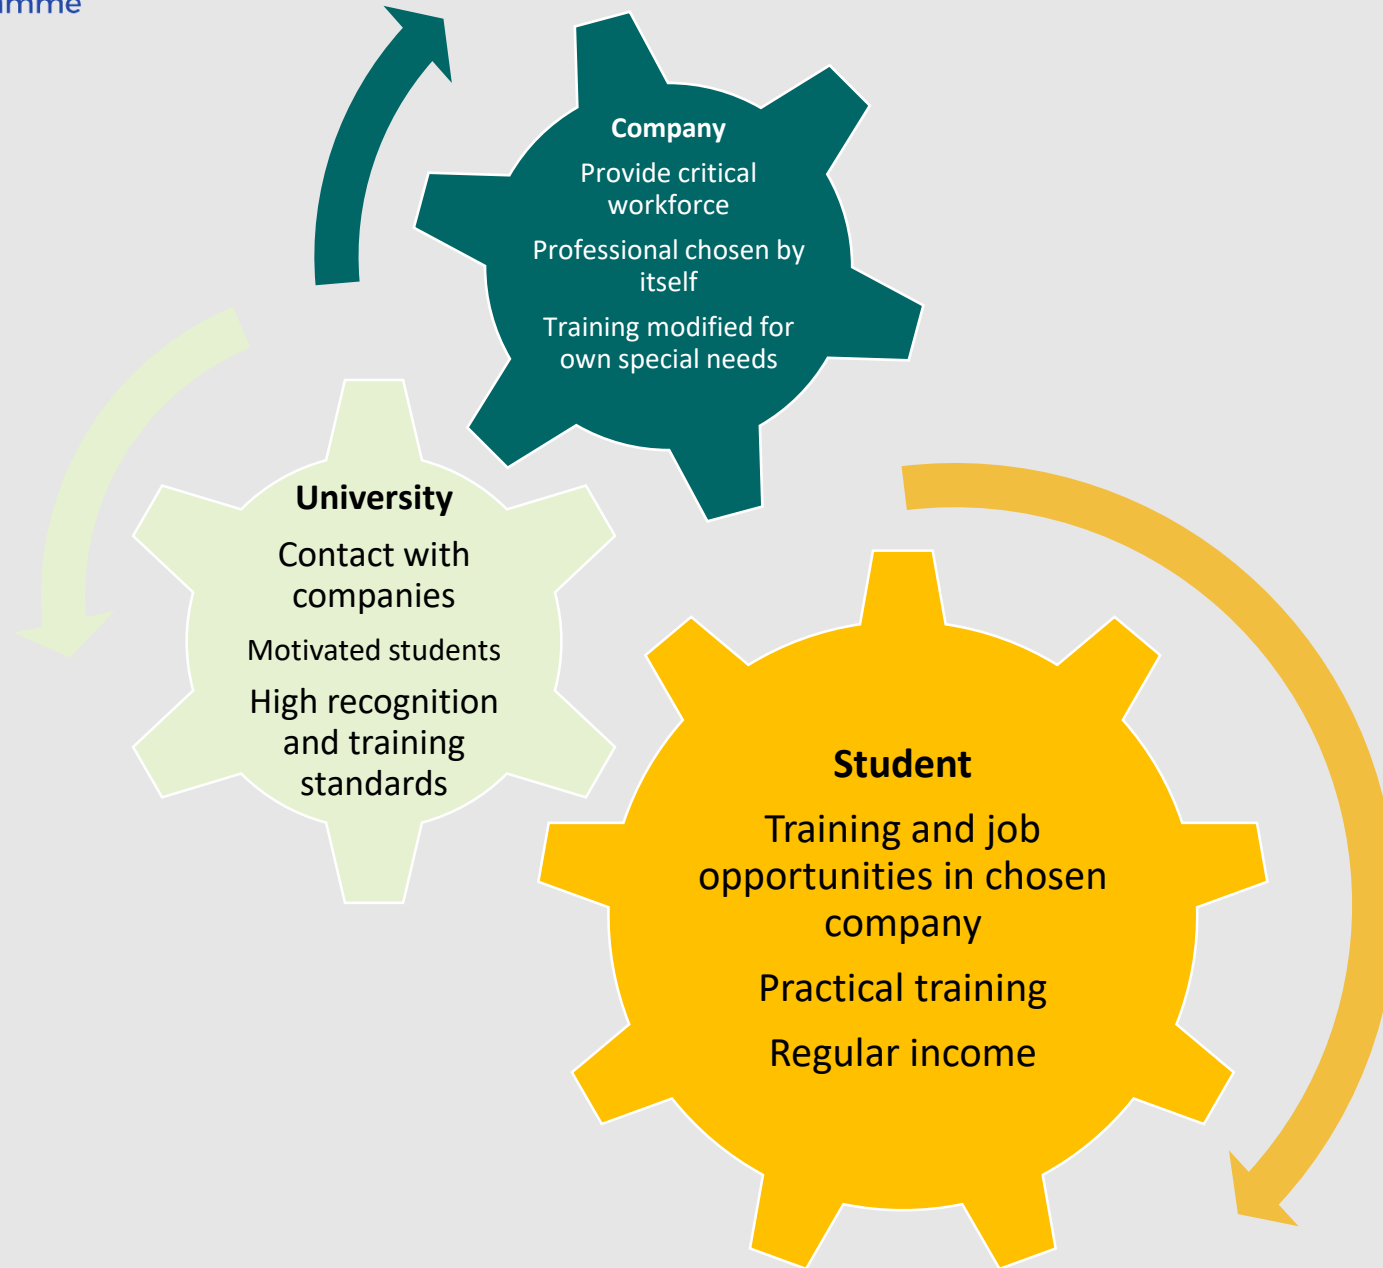 Company
Provide critical
workforce
Professional chosen by
itself
Training modified for
own special needs
University
Contact with
companies
Motivated students
High recognition
and training
standards
Student
Training and job
opportunities in chosen
company
Practical training
Regular income